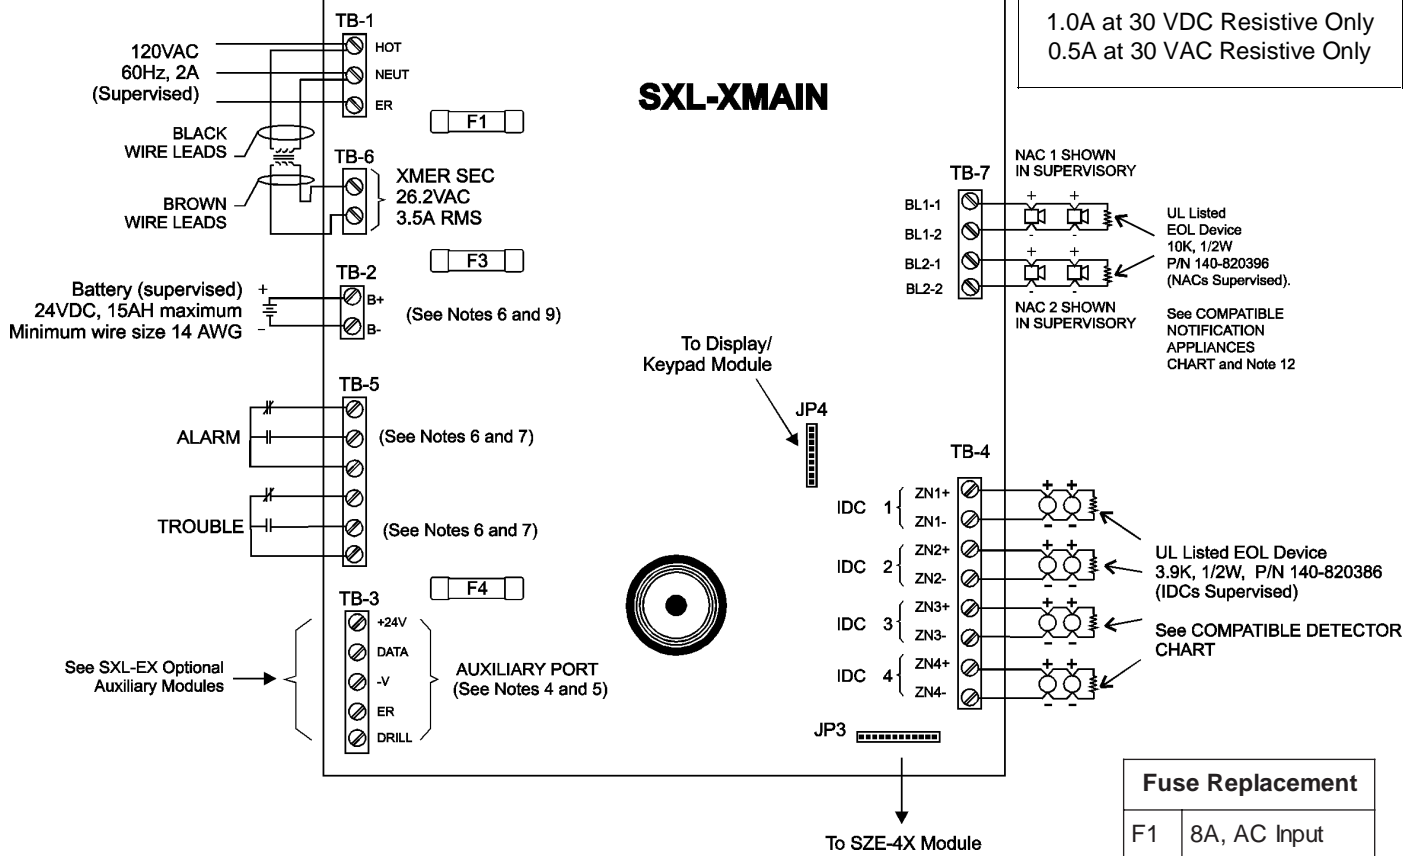 TB-1
120VAC
60Hz, 2A
(Supervised)
HOT
NEUT
ER
BLACK
WIRE LEADS
F1
TB-6
XMER SEC
26.2VAC
3.5A RMS
BROWN
WIRE LEADS
F3
TB-2
Battery (supervised)
24VDC, 15AH maximum
Minimum wire size 14 AWG
+
-
B+
B-
(See Notes 6 and 9)
TB-5
ALARM
(See Notes 6 and 7)
TROUBLE
(See Notes 6 and 7)
F4
TB-3
+24V
DATA
-V
ER
DRILL
See SXL-EX Optional
Auxiliary Modules
AUXILIARY PORT
(See Notes 4 and 5)
SXL-XMAIN
1.0A at 30 VDC Resistive Only
0.5A at 30 VAC Resistive Only
NAC 1 SHOWN
IN SUPERVISORY
TB-7
BL1-1
BL1-2
BL2-1
BL2-2
+ +
- -
+ +
- -
NAC 2 SHOWN
IN SUPERVISORY
UL Listed
EOL Device
10K, 1/2W
P/N 140-820396
(NACs Supervised).
See COMPATIBLE
NOTIFICATION
APPLIANCES
CHART and Note 12
To Display/
Keypad Module
JP4
TB-4
IDC 1
ZN1+
ZN1-
IDC 2
ZN2+
ZN2-
IDC 3
ZN3+
ZN3-
IDC 4
ZN4+
ZN4-
+ +
- -
+ +
- -
+ +
- -
+ +
- -
UL Listed EOL Device
3.9K, 1/2W, P/N 140-820386
(IDCs Supervised)
See COMPATIBLE DETECTOR
CHART
JP3
To SZE-4X Module
Fuse Replacement
F1 8A, AC Input